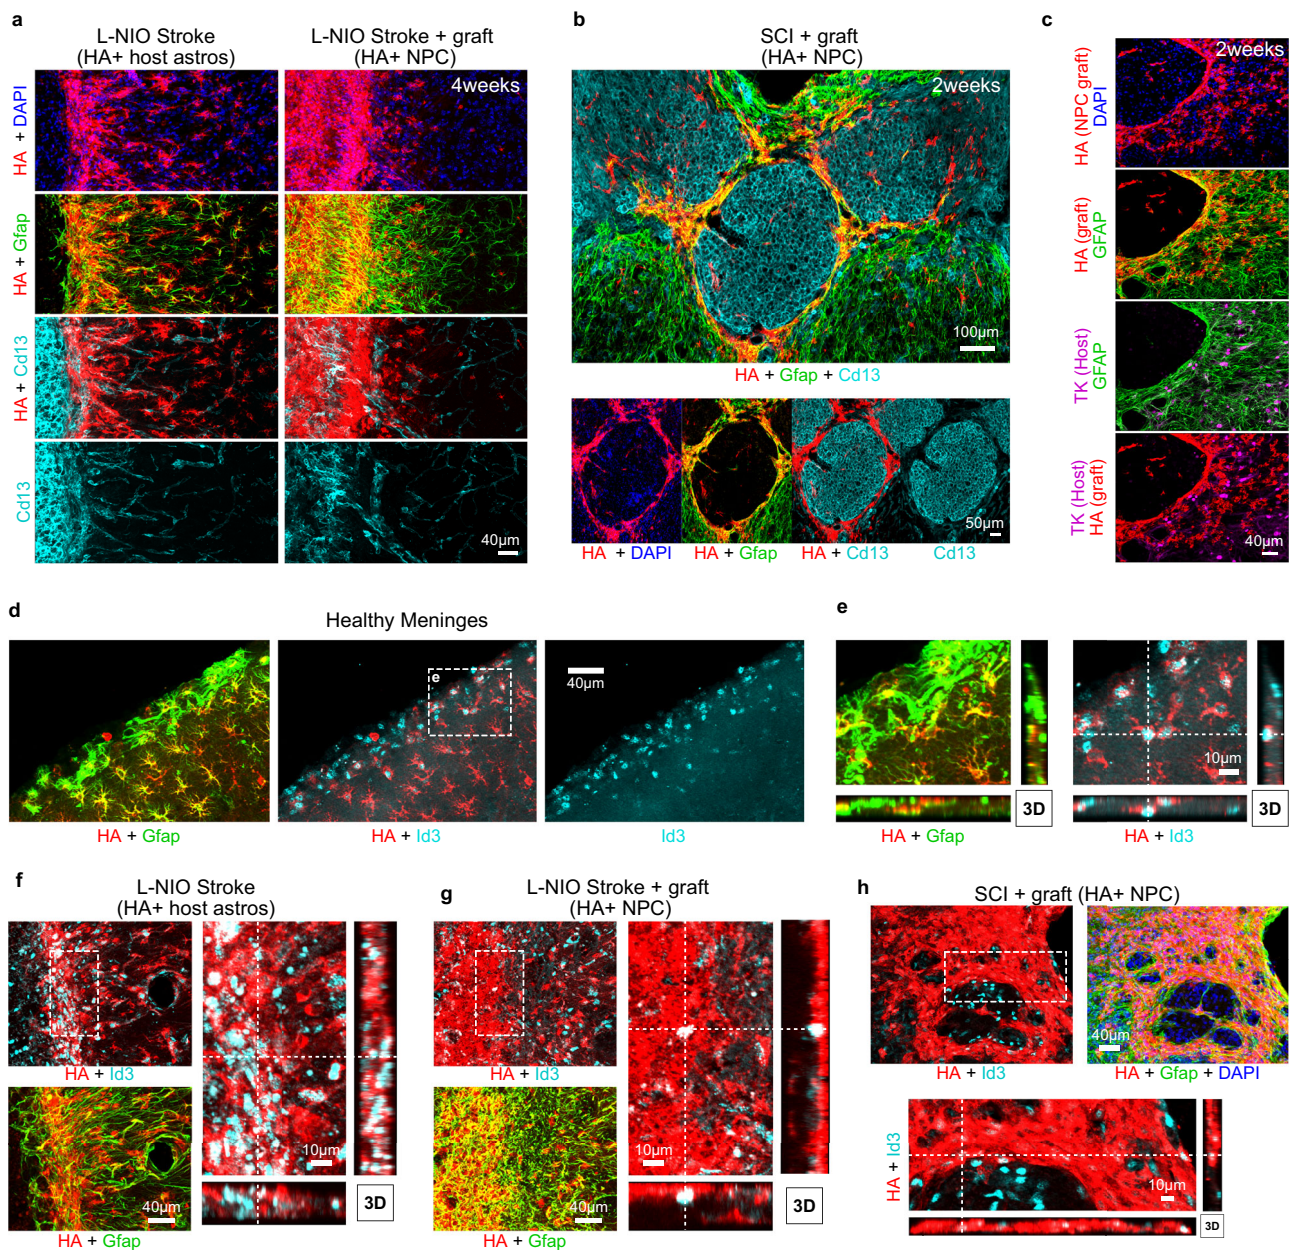 a
L-NIO Stroke
(HA+ host astros)
L-NIO Stroke + graft
(HA+ NPC)
4weeks
HA + DAPI
HA + Gfap
HA + Cd13
Cd13
40µm
b
SCI + graft
(HA+ NPC)
2weeks
100µm
HA + Gfap + Cd13
50µm
HA + DAPI
HA + Gfap
HA + Cd13
Cd13
c
2weeks
HA (NPC graft)
DAPI
HA (graft)
GFAP
TK (Host)
GFAP
TK (Host)
HA (graft)
40µm
d
Healthy Meninges
e
40µm
HA + Gfap
HA + Id3
Id3
e
10µm
3D
3D
HA + Gfap
HA + Id3
f
L-NIO Stroke
(HA+ host astros)
HA + Id3
10µm
40µm
3D
HA + Gfap
g
L-NIO Stroke + graft
(HA+ NPC)
HA + Id3
10µm
40µm
3D
HA + Gfap
h
SCI + graft (HA+ NPC)
40µm
HA + Id3
HA + Gfap + DAPI
HA + Id3
10µm
3D